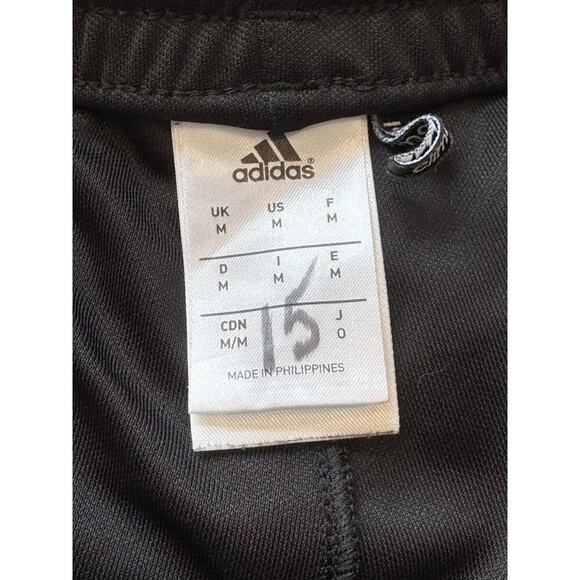 adidas®
UK US F
M M M
D I E
M M M
CDN J
M/M O
15
MADE IN PHILIPPINES